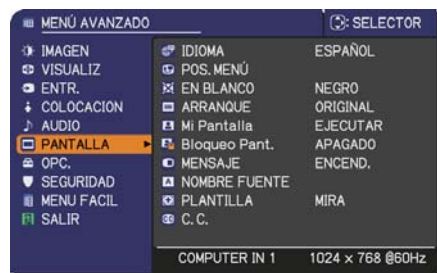 MENÚ AVANZADO : SELECTOR
IMAGEN
VISUALIZ
ENTR.
COLOCACION
AUDIO
PANTALLA
OPC.
SEGURIDAD
MENU FACIL
SALIR
IDIOMA ESPAÑOL
POS. MENÚ
EN BLANCO NEGRO
ARRANQUE ORIGINAL
Mi Pantalla EJECUTAR
Bloqueo Pant. APAGADO
MENSAJE ENCEND.
NOMBRE FUENTE
PLANTILLA MIRA
C. C.
COMPUTER IN 1 1024 x 768 @60Hz